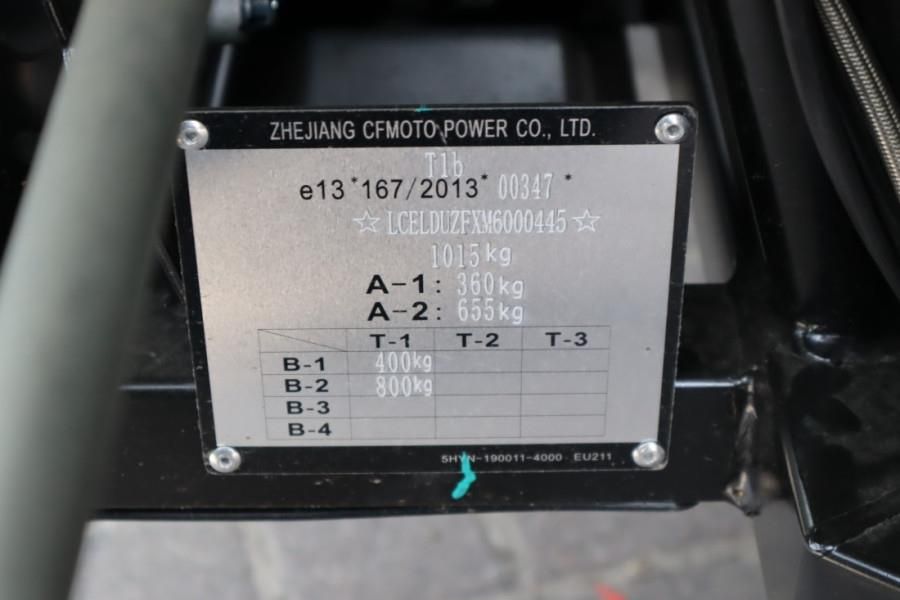 ZHEJIANG CFMOTO POWER CO., LTD.
T1b
e13*167/2013*00347*
☆LCELDUZFXM6000445☆
1015kg
A-1: 360kg
A-2: 655kg
T-1 T-2 T-3
B-1 400kg
B-2 800kg
B-3
B-4
5HYN-190011-4000 EU211